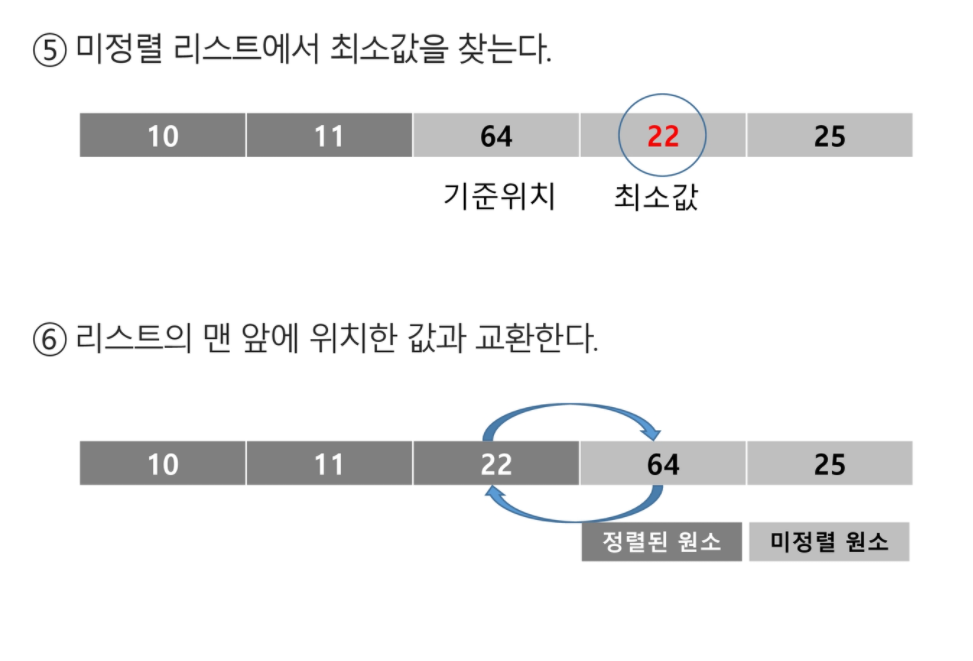 ⑤ 미정렬 리스트에서 최소값을 찾는다.
10 11 64 22 25
기준위치 최소값
⑥ 리스트의 맨 앞에 위치한 값과 교환한다.
10 11 22 64 25
정렬된 원소 미정렬 원소